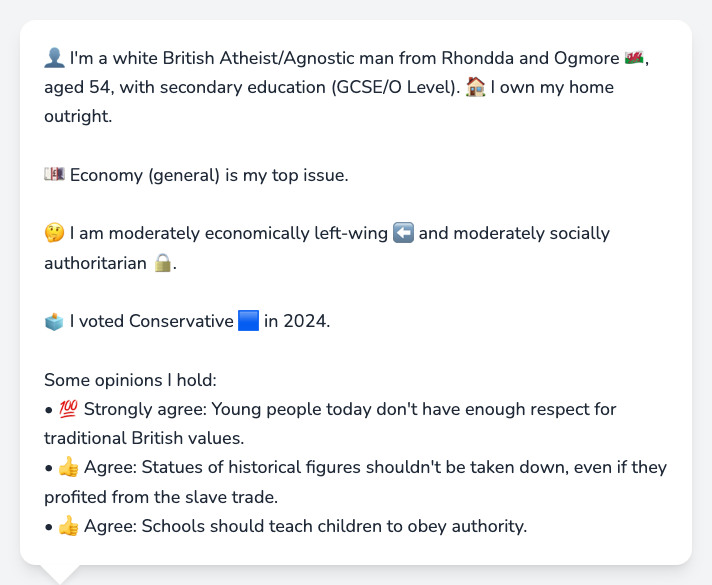 👤 I'm a white British Atheist/Agnostic man from Rhondda and Ogmore 🏴󠁧󠁢󠁷󠁬󠁳󠁿,
aged 54, with secondary education (GCSE/O Level). 🏠 I own my home
outright.
💷 Economy (general) is my top issue.
🤔 I am moderately economically left-wing ⬅️ and moderately socially
authoritarian 🔒.
🗳️ I voted Conservative 🟦 in 2024.
Some opinions I hold:
• 💯 Strongly agree: Young people today don't have enough respect for
traditional British values.
• 👍 Agree: Statues of historical figures shouldn't be taken down, even if they
profited from the slave trade.
• 👍 Agree: Schools should teach children to obey authority.